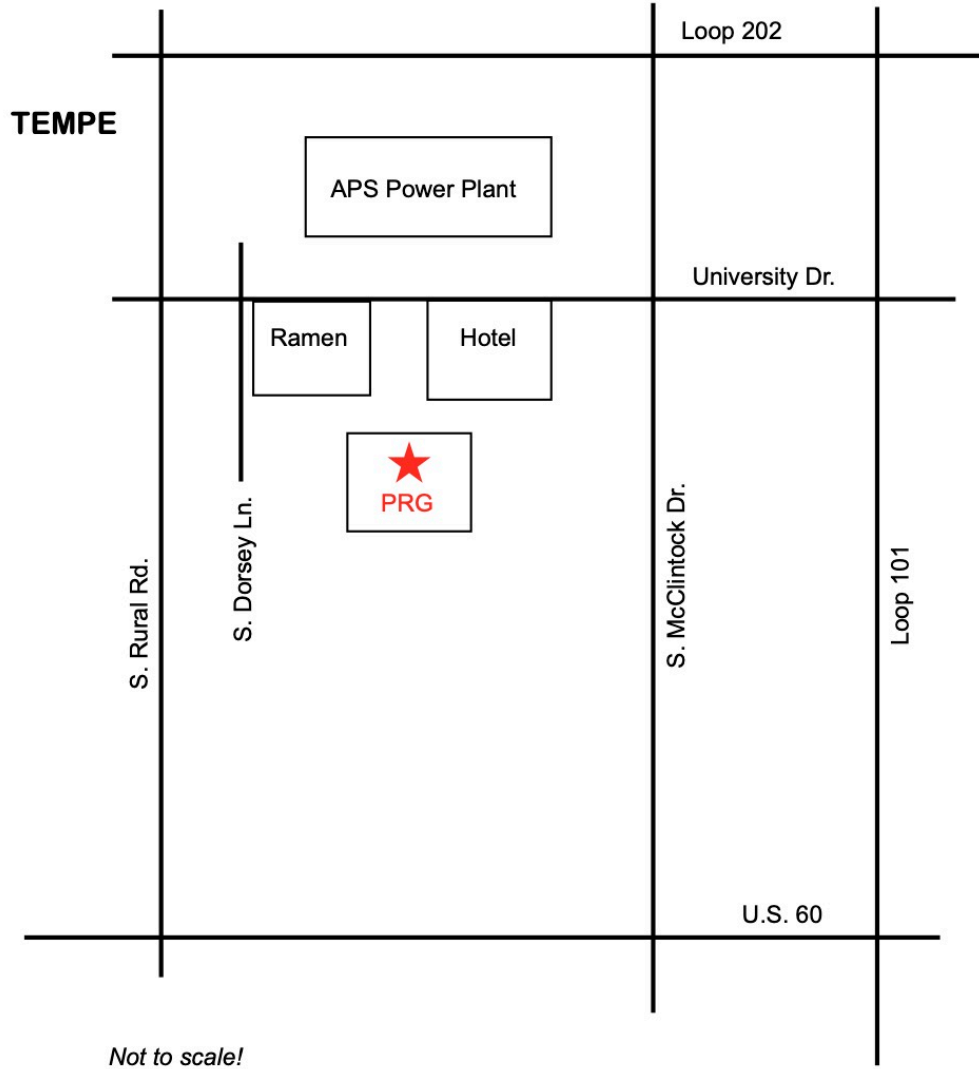 Loop 202
TEMPE
APS Power Plant
University Dr.
Ramen
Hotel
PRG
S. Rural Rd.
S. Dorsey Ln.
S. McClintock Dr.
Loop 101
U.S. 60
Not to scale!